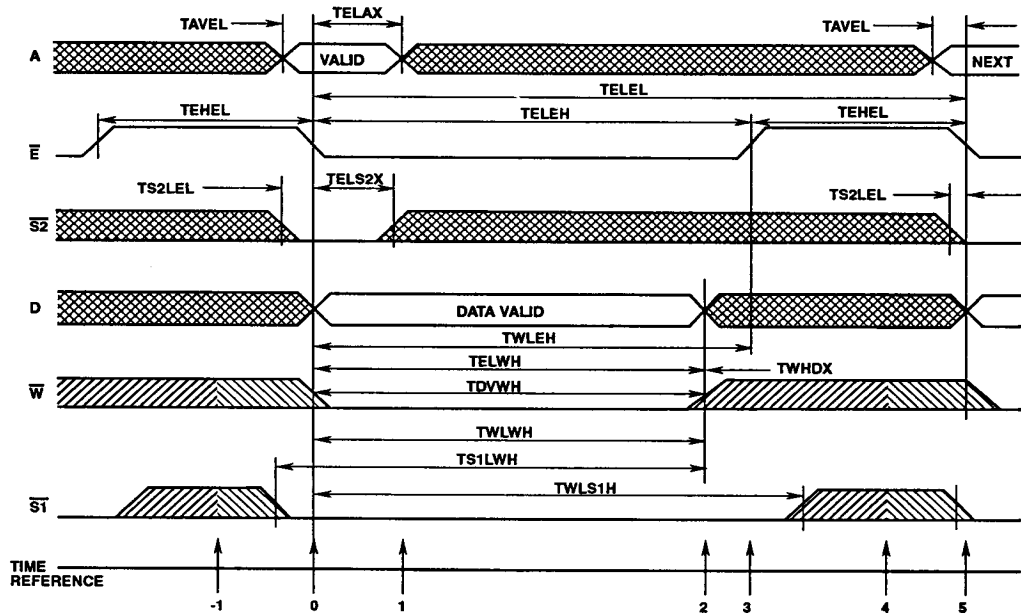 TAVEL TELAX TAVEL
A VALID NEXT
TELEL
TEHEL TELEH TEHEL
E
TS2LEL TELS2X TS2LEL
S2
D DATA VALID
TWLEH
TELWH TWHDX
W TDVWH
TWLWH
TS1LWH
TWLS1H
S1
TIME
REFERENCE
-1 0 1 2 3 4 5